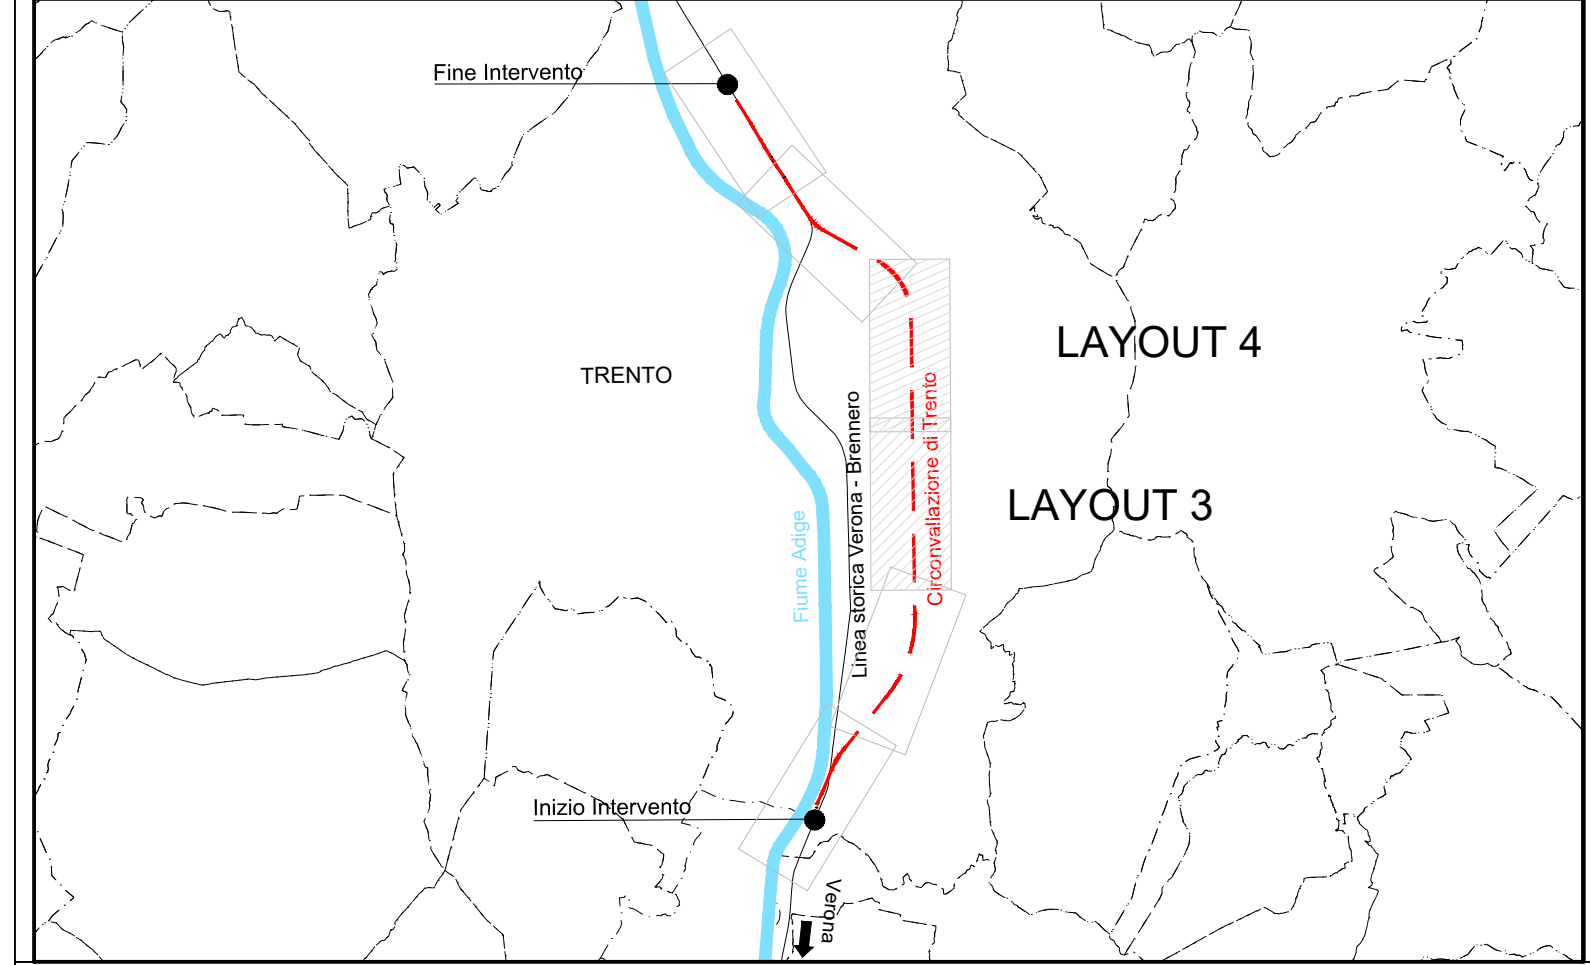 Fine Intervento
LAYOUT 4
TRENTO
Circonvallazione di Trento
Linea storica Verona - Brennero
LAYOUT 3
Fiume Adige
Inizio Intervento
Verona